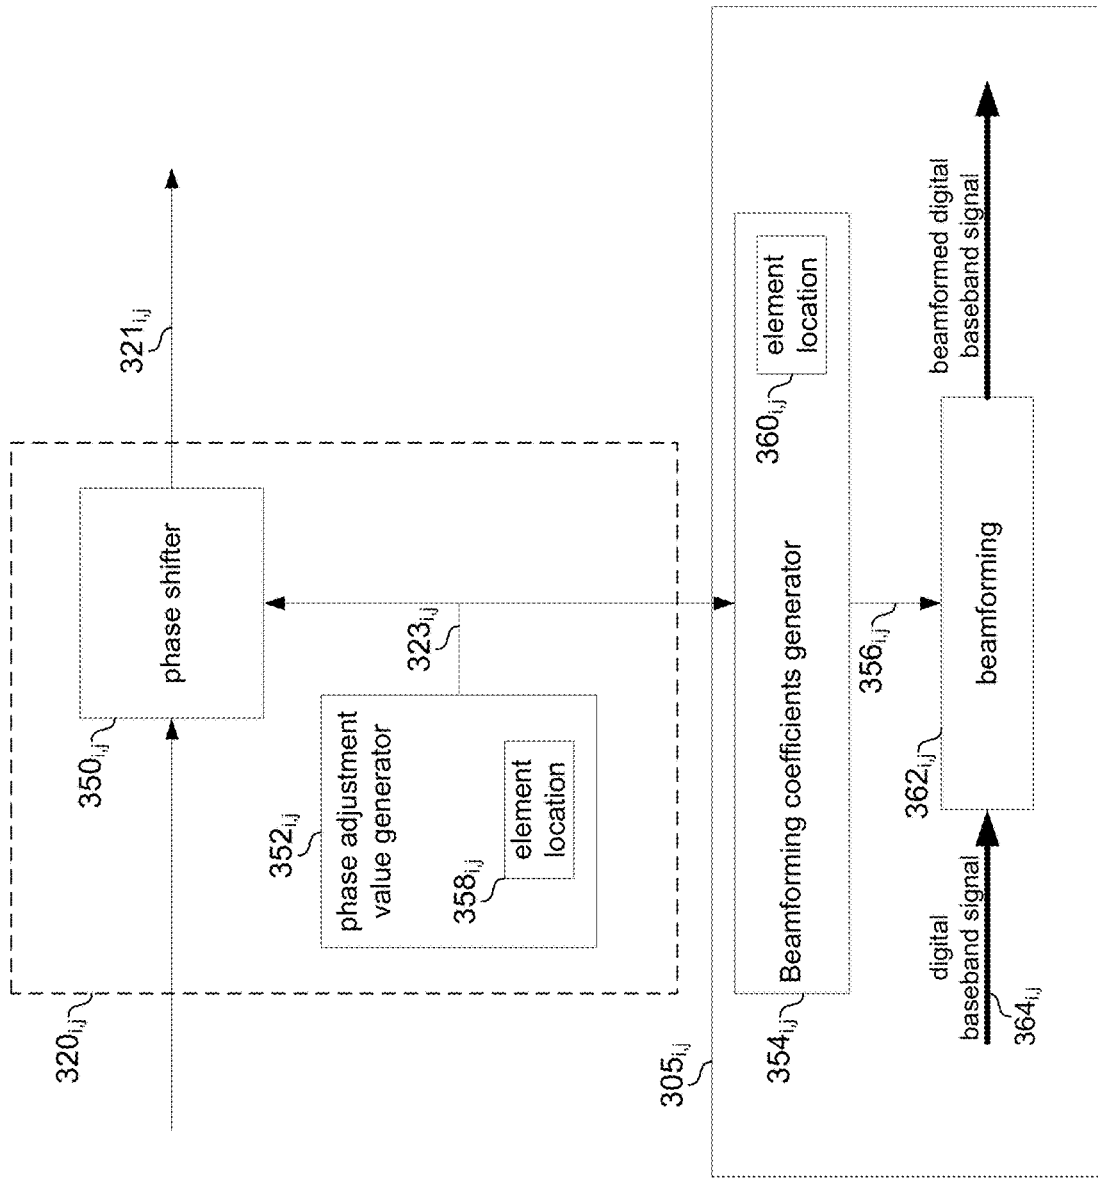 320i,j
350i,j
phase shifter
321i,j
352i,j
phase adjustment
value generator
358i,j
element
location
323i,j
305i,j
354i,j
Beamforming coefficients generator
360i,j
element
location
356i,j
digital
baseband signal
364i,j
362i,j
beamforming
beamformed digital
baseband signal